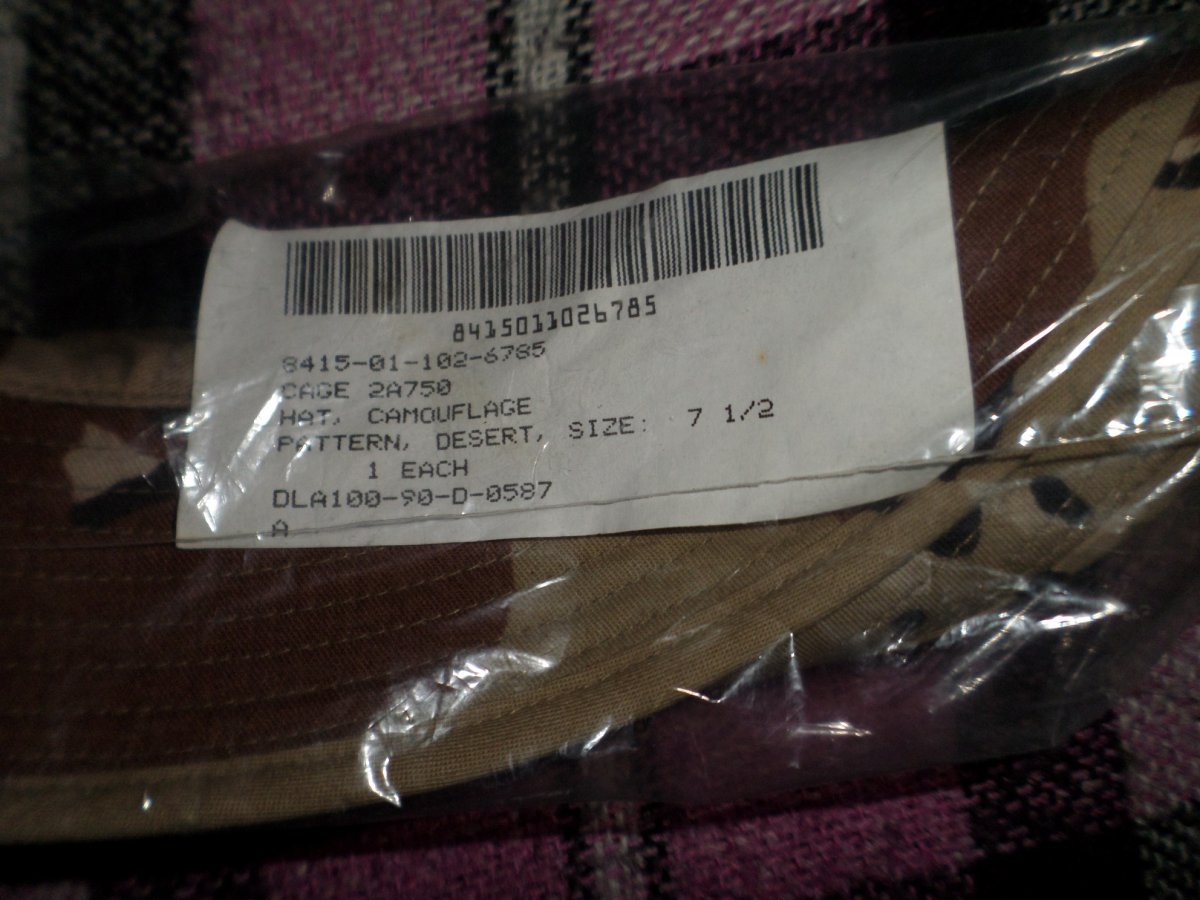 8415011026785
8415-01-102-6785
CAGE 2A750
HAT, CAMOUFLAGE
PATTERN, DESERT, SIZE: 7 1/2
1 EACH
DLA100-90-D-0587
A